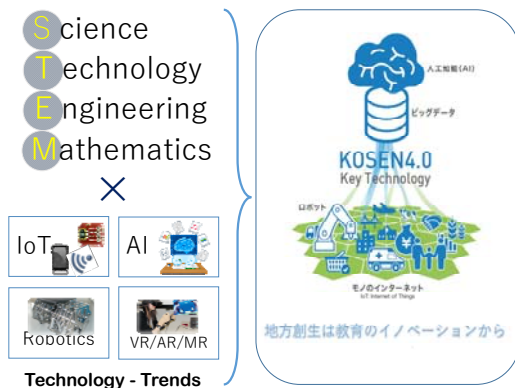 Science
Technology
Engineering
Mathematics
×
IoT
AI
Robotics
VR/AR/MR
Technology - Trends
人工知能(AI)
ビッグデータ
KOSEN4.0
Key Technology
ロボット
モノのインターネット
IoT: Internet of Things
地方創生は教育のイノベーションから